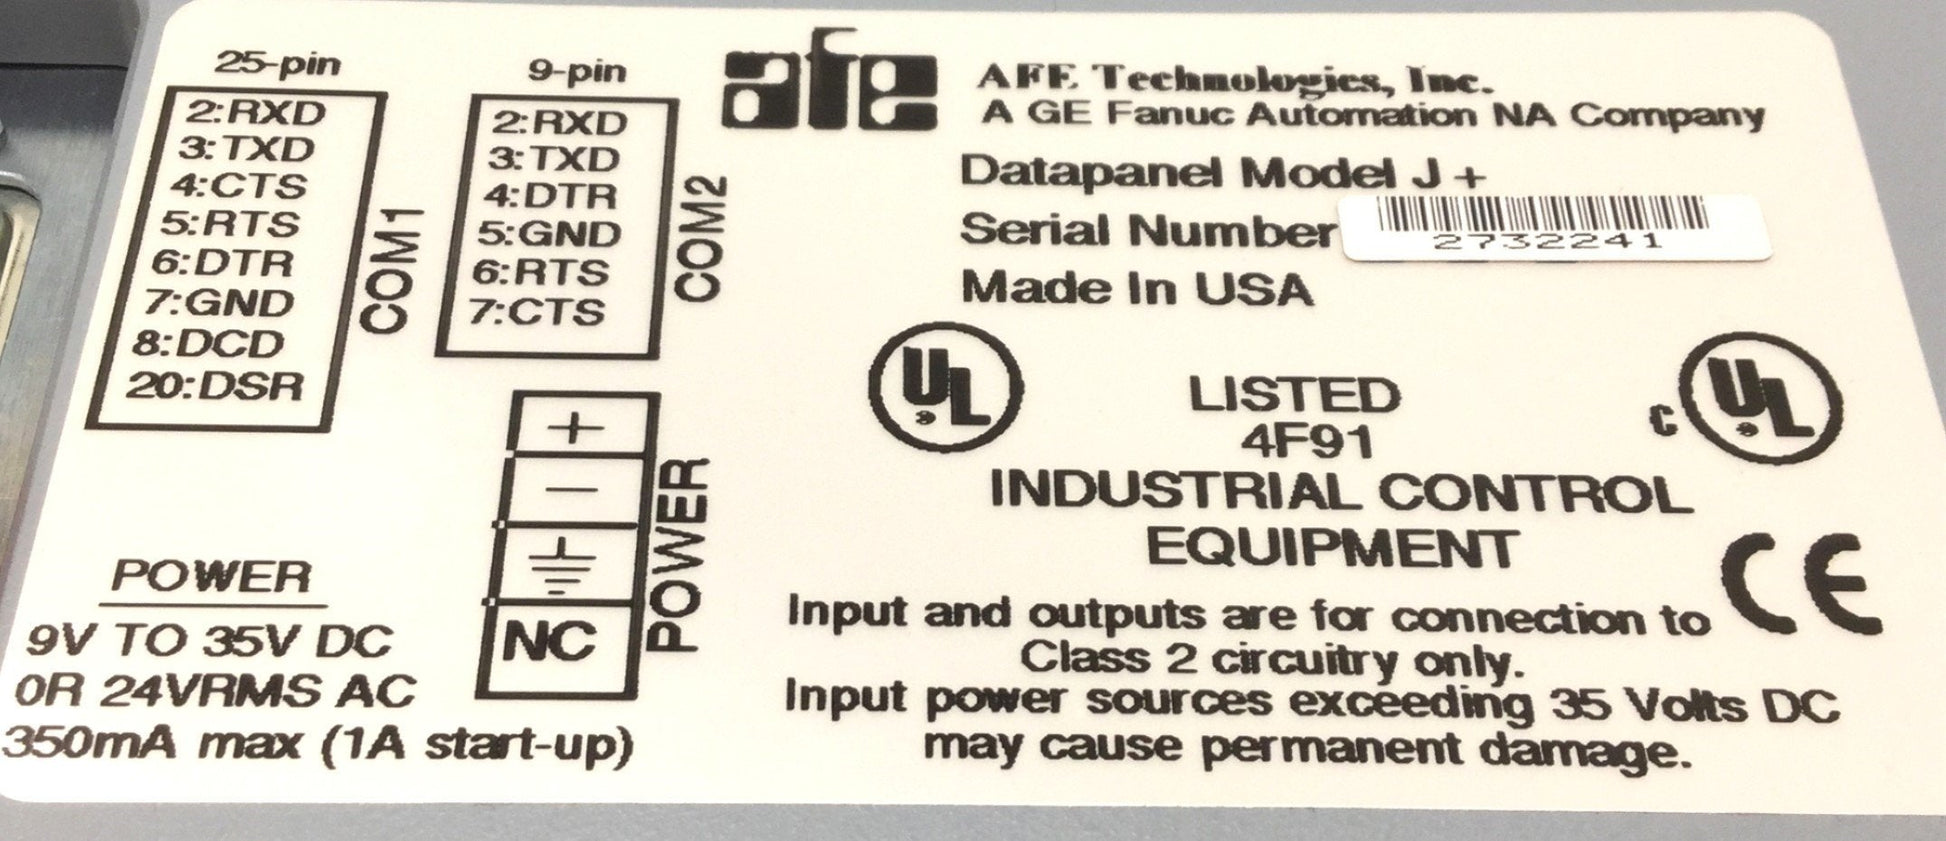 25-pin
2:RXD
3:TXD
4:CTS
5:RTS
6:DTR
7:GND
8:DCD
20:DSR
COM1
9-pin
2:RXD
3:TXD
4:DTR
5:GND
6:RTS
7:CTS
COM2
+
−
NC
POWER
POWER
9V TO 35V DC
OR 24VRMS AC
350mA max (1A start-up)
afe
AFE Technologies, Inc.
A GE Fanuc Automation NA Company
Datapanel Model J+
Serial Number
2732241
Made In USA
UL
LISTED
4F91
C UL
INDUSTRIAL CONTROL
EQUIPMENT
CE
Input and outputs are for connection to
Class 2 circuitry only.
Input power sources exceeding 35 Volts DC
may cause permanent damage.